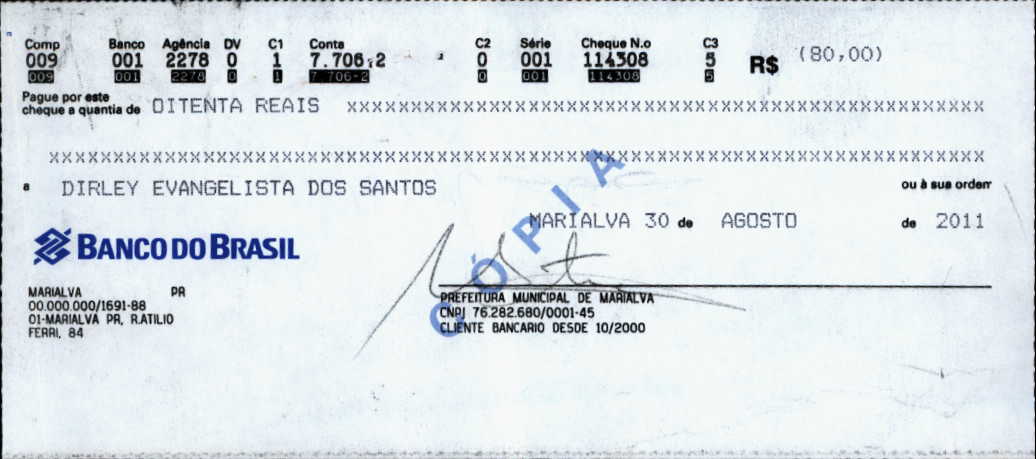 Comp Banco Agência DV C1 Conta C2 Série Cheque N.o C3
009 001 2278 0 1 7.706-2 0 001 114308 5 R$ (80,00)
009 001 2278 0 1 7.706-2 0 001 114308 5
Pague por este
cheque a quantia de OITENTA REAIS XXXXXXXXXXXXXXXXXXXXXXXXXXXXXXXXXXXXXXXXXXXXXXXXXXXXXXXXX
XXXXXXXXXXXXXXXXXXXXXXXXXXXXXXXXXXXXXXXXXXXXXXXXXXXXXXXXXXXXXXXXXXXXXXXXXXXXXXXXXX
a DIRLEY EVANGELISTA DOS SANTOS ou à sua ordem
MARIALVA 30 de AGOSTO de 2011
CÓPIA
BANCO DO BRASIL
MARIALVA PR
00.000.000/1691-88
01-MARIALVA PR, R.ATILIO
FERRI, 84
PREFEITURA MUNICIPAL DE MARIALVA
CNPJ 76.282.680/0001-45
CLIENTE BANCARIO DESDE 10/2000